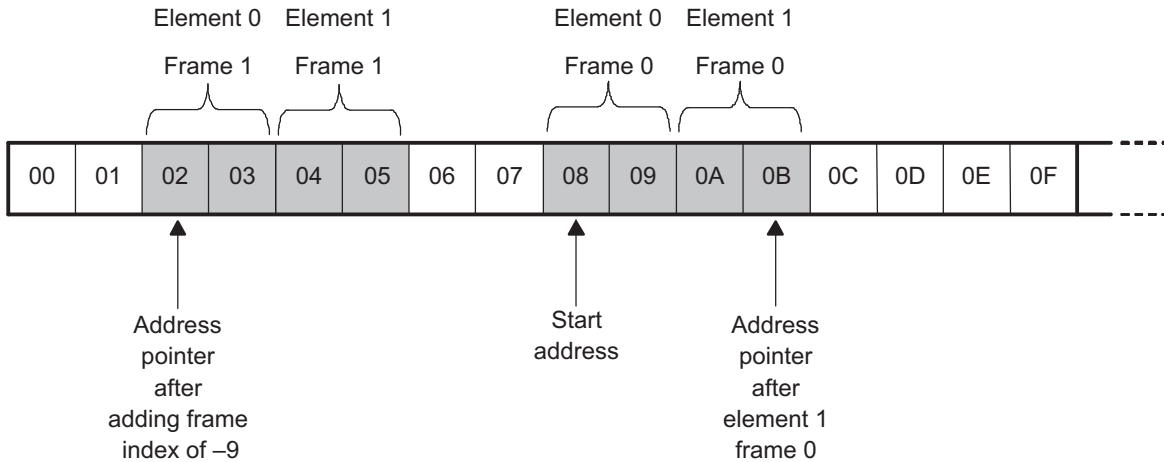 Element 0 Element 1 Element 0 Element 1
Frame 1 Frame 1 Frame 0 Frame 0
00 01 02 03 04 05 06 07 08 09 0A 0B 0C 0D 0E 0F
Address
pointer
after
adding frame
index of –9
Start
address
Address
pointer
after
element 1
frame 0